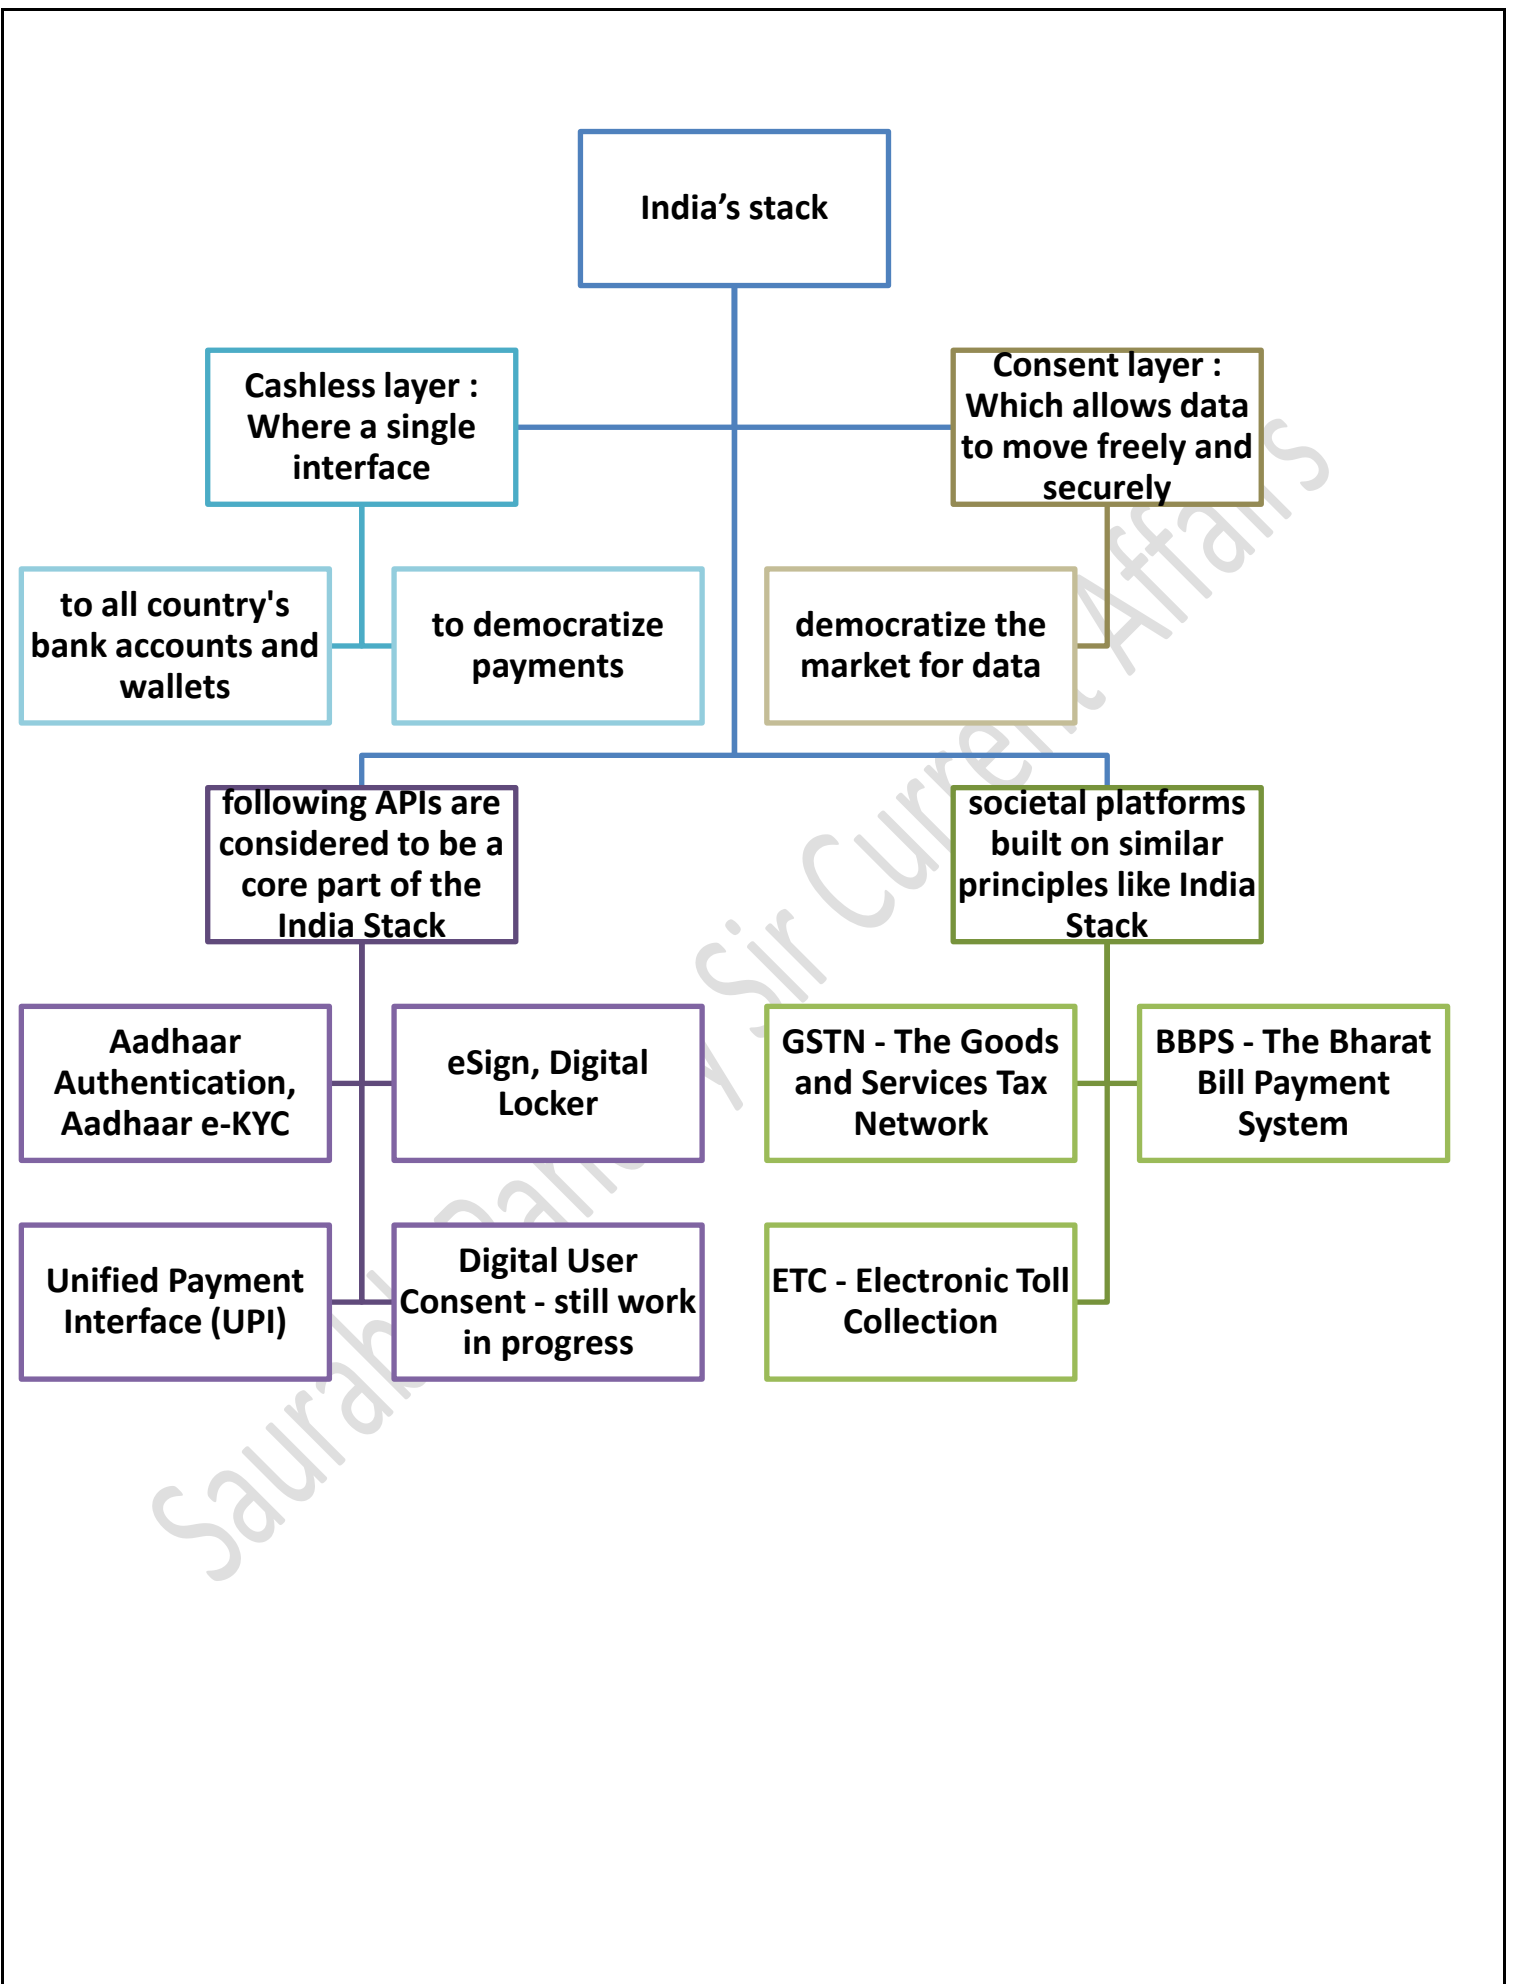 India’s stack
Cashless layer :
Where a single
interface
Consent layer :
Which allows data
to move freely and
securely
to all country's
bank accounts and
wallets
to democratize
payments
democratize the
market for data
following APIs are
considered to be a
core part of the
India Stack
societal platforms
built on similar
principles like India
Stack
Aadhaar
Authentication,
Aadhaar e-KYC
eSign, Digital
Locker
GSTN - The Goods
and Services Tax
Network
BBPS - The Bharat
Bill Payment
System
Unified Payment
Interface (UPI)
Digital User
Consent - still work
in progress
ETC - Electronic Toll
Collection
Sir Current Affairs